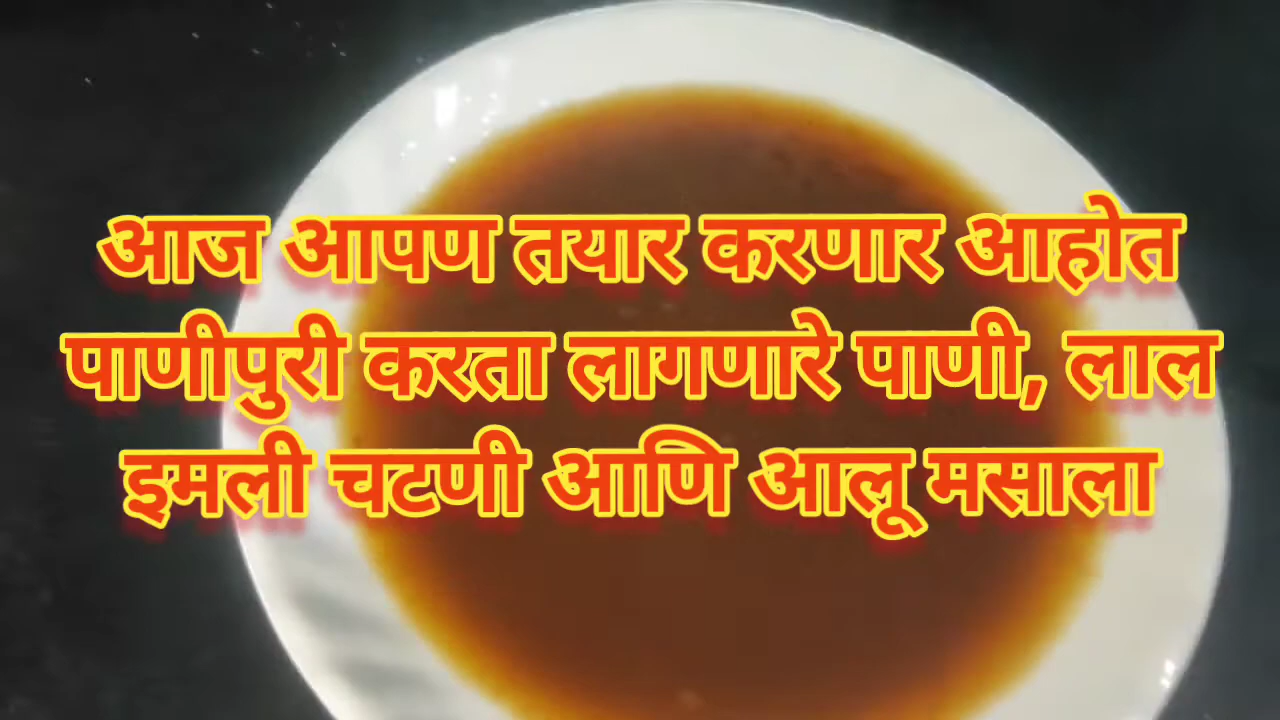 आज आपण तयार करणार आहोत
पाणीपुरी करता लागणारे पाणी, लाल
इमली चटणी आणि आलू मसाला